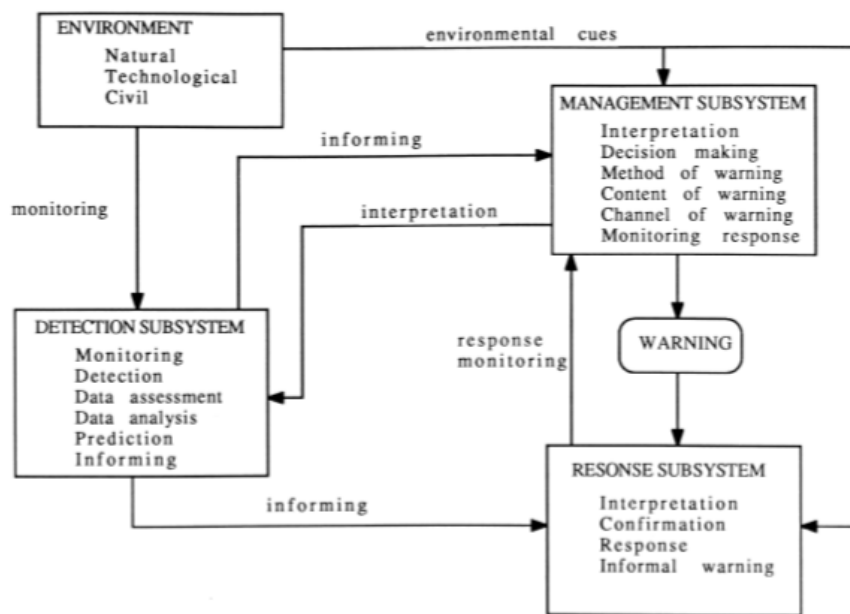 ENVIRONMENT
Natural
Technological
Civil
environmental cues
MANAGEMENT SUBSYSTEM
Interpretation
Decision making
Method of warning
Content of warning
Channel of warning
Monitoring response
informing
monitoring
interpretation
DETECTION SUBSYSTEM
Monitoring
Detection
Data assessment
Data analysis
Prediction
Informing
response
monitoring
WARNING
RESONSE SUBSYSTEM
Interpretation
Confirmation
Response
Informal warning
informing